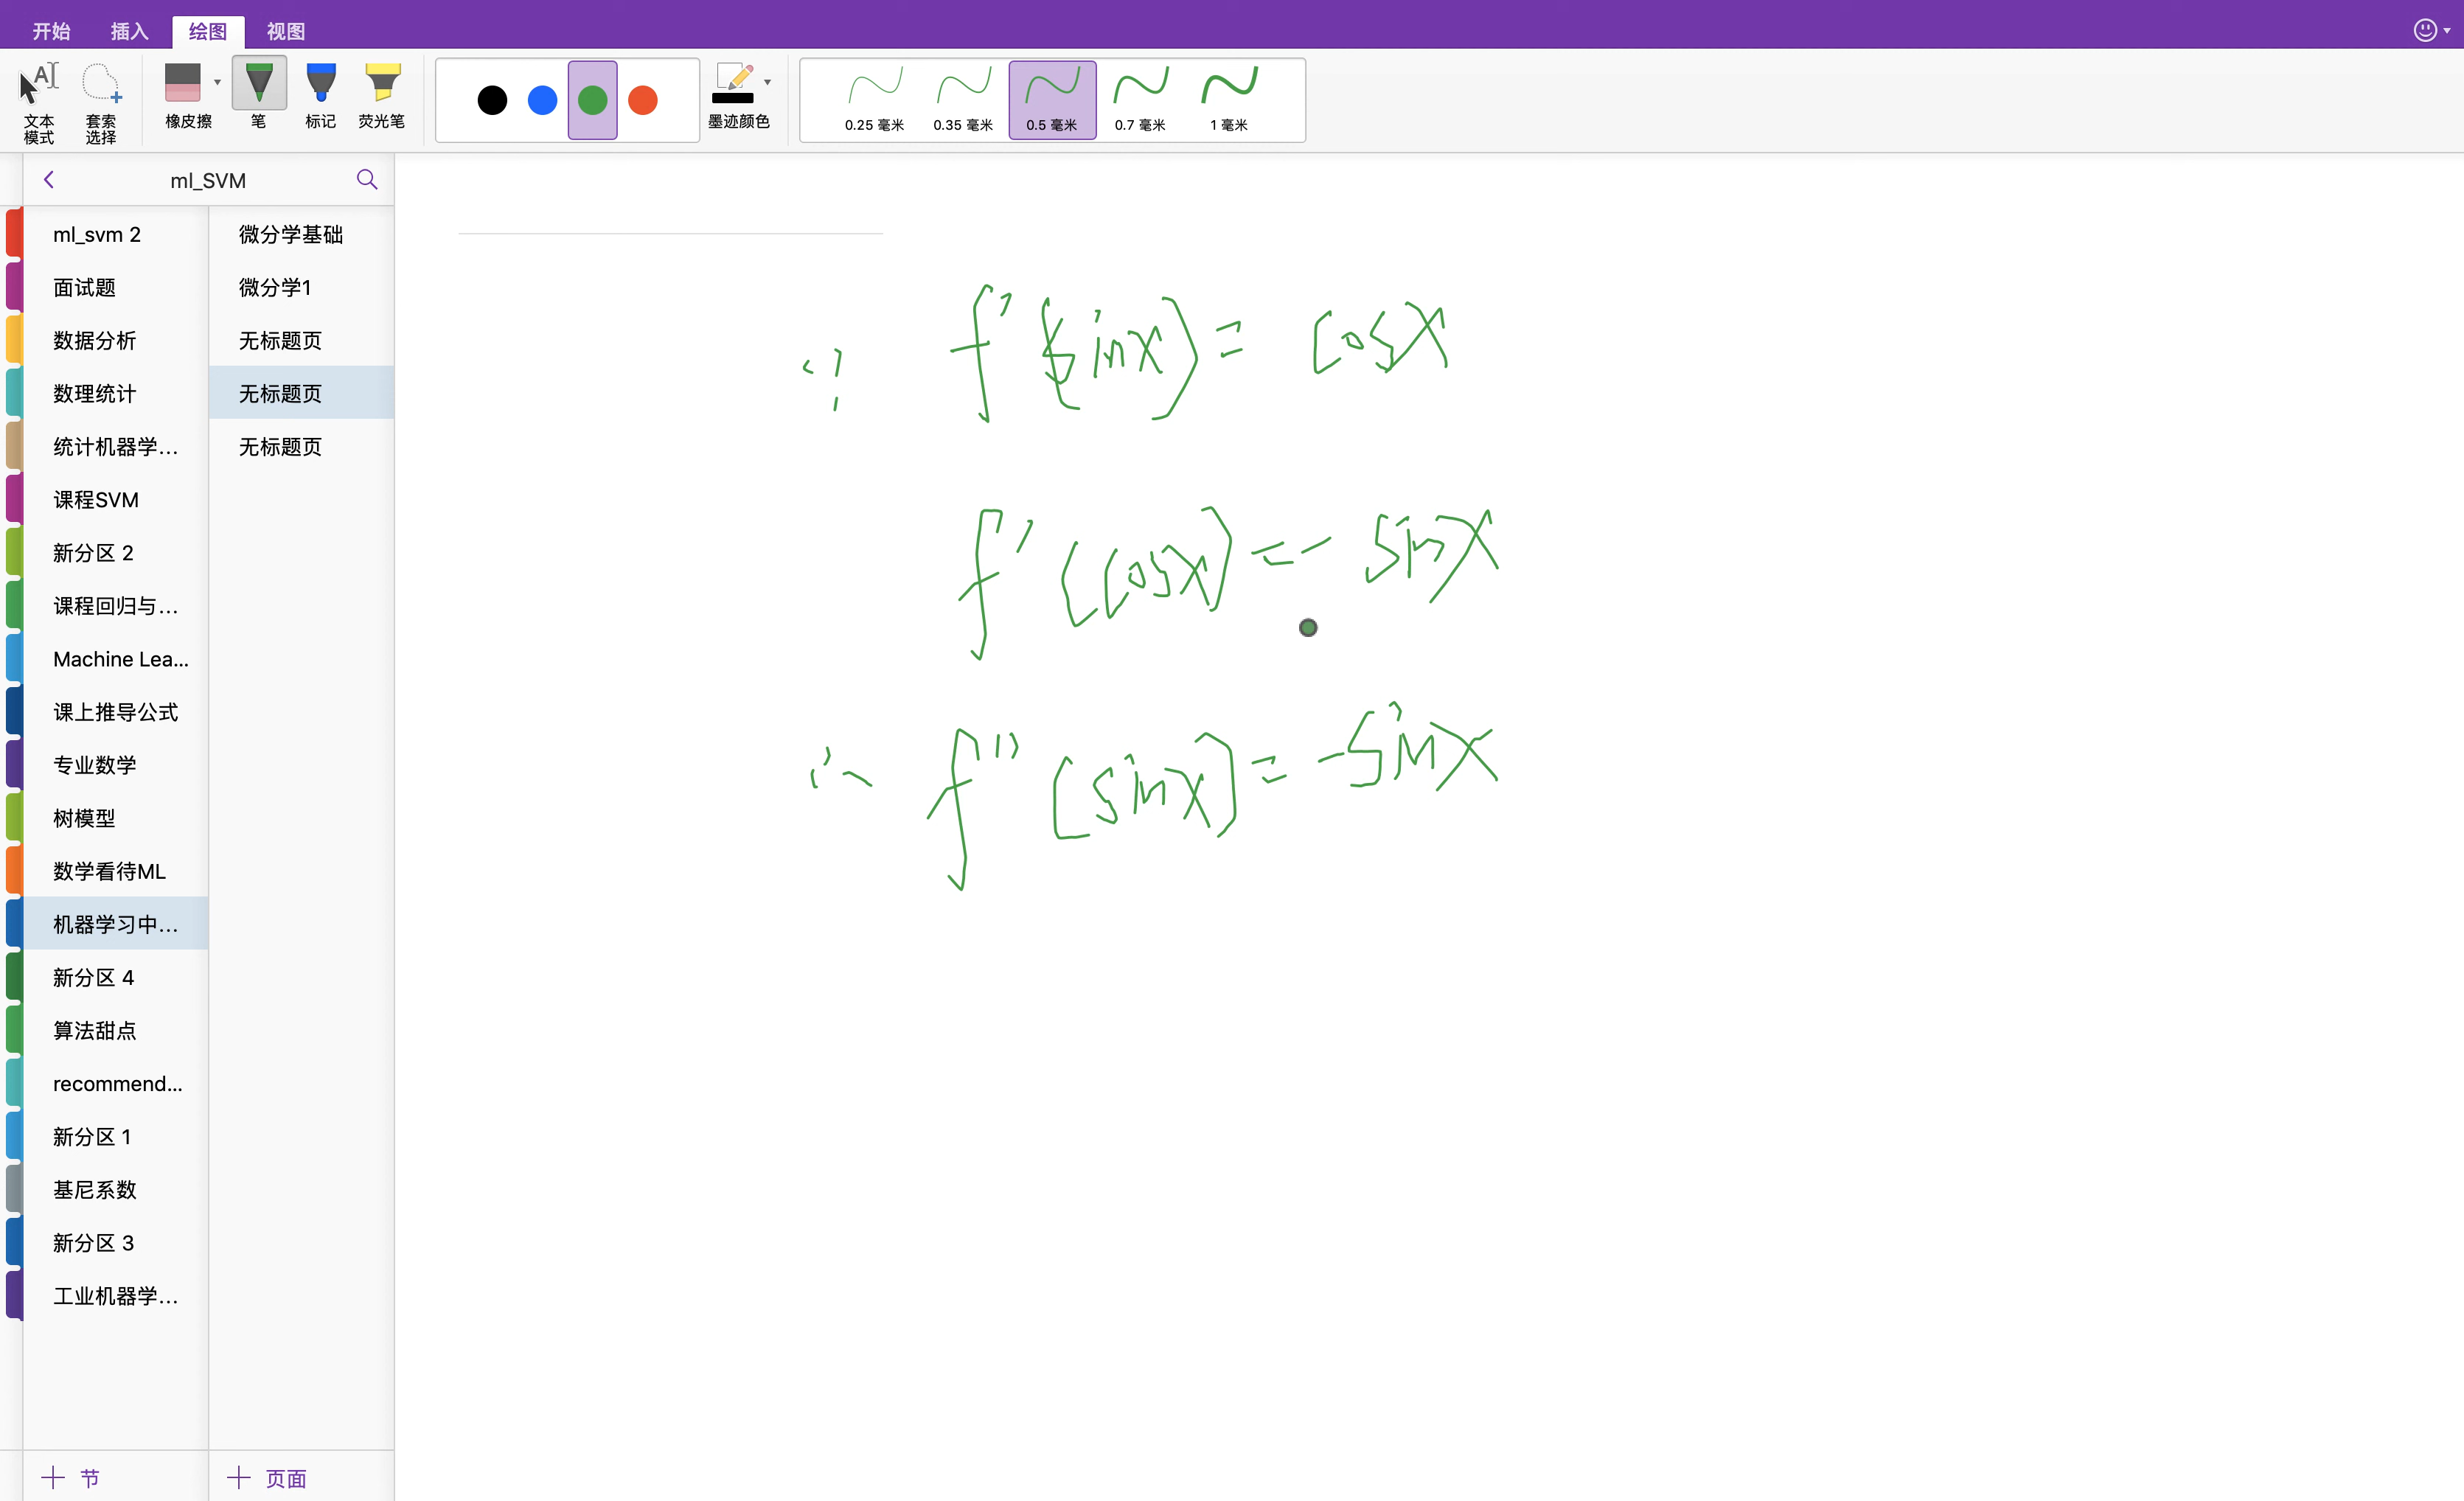 开始 插入 绘图 视图
文本模式 套索选择 橡皮擦 笔 标记 荧光笔 墨迹颜色 0.25 毫米 0.35 毫米 0.5 毫米 0.7 毫米 1 毫米
ml_SVM
ml_svm 2
面试题
数据分析
数理统计
统计机器学...
课程SVM
新分区 2
课程回归与...
Machine Lea...
课上推导公式
专业数学
树模型
数学看待ML
机器学习中...
新分区 4
算法甜点
recommend...
新分区 1
基尼系数
新分区 3
工业机器学...
节
微分学基础
微分学1
无标题页
无标题页
无标题页
页面
∵ f'(sinx) = cosx
f'(cosx) = - sinx
∴ f''(sinx) = -sinx